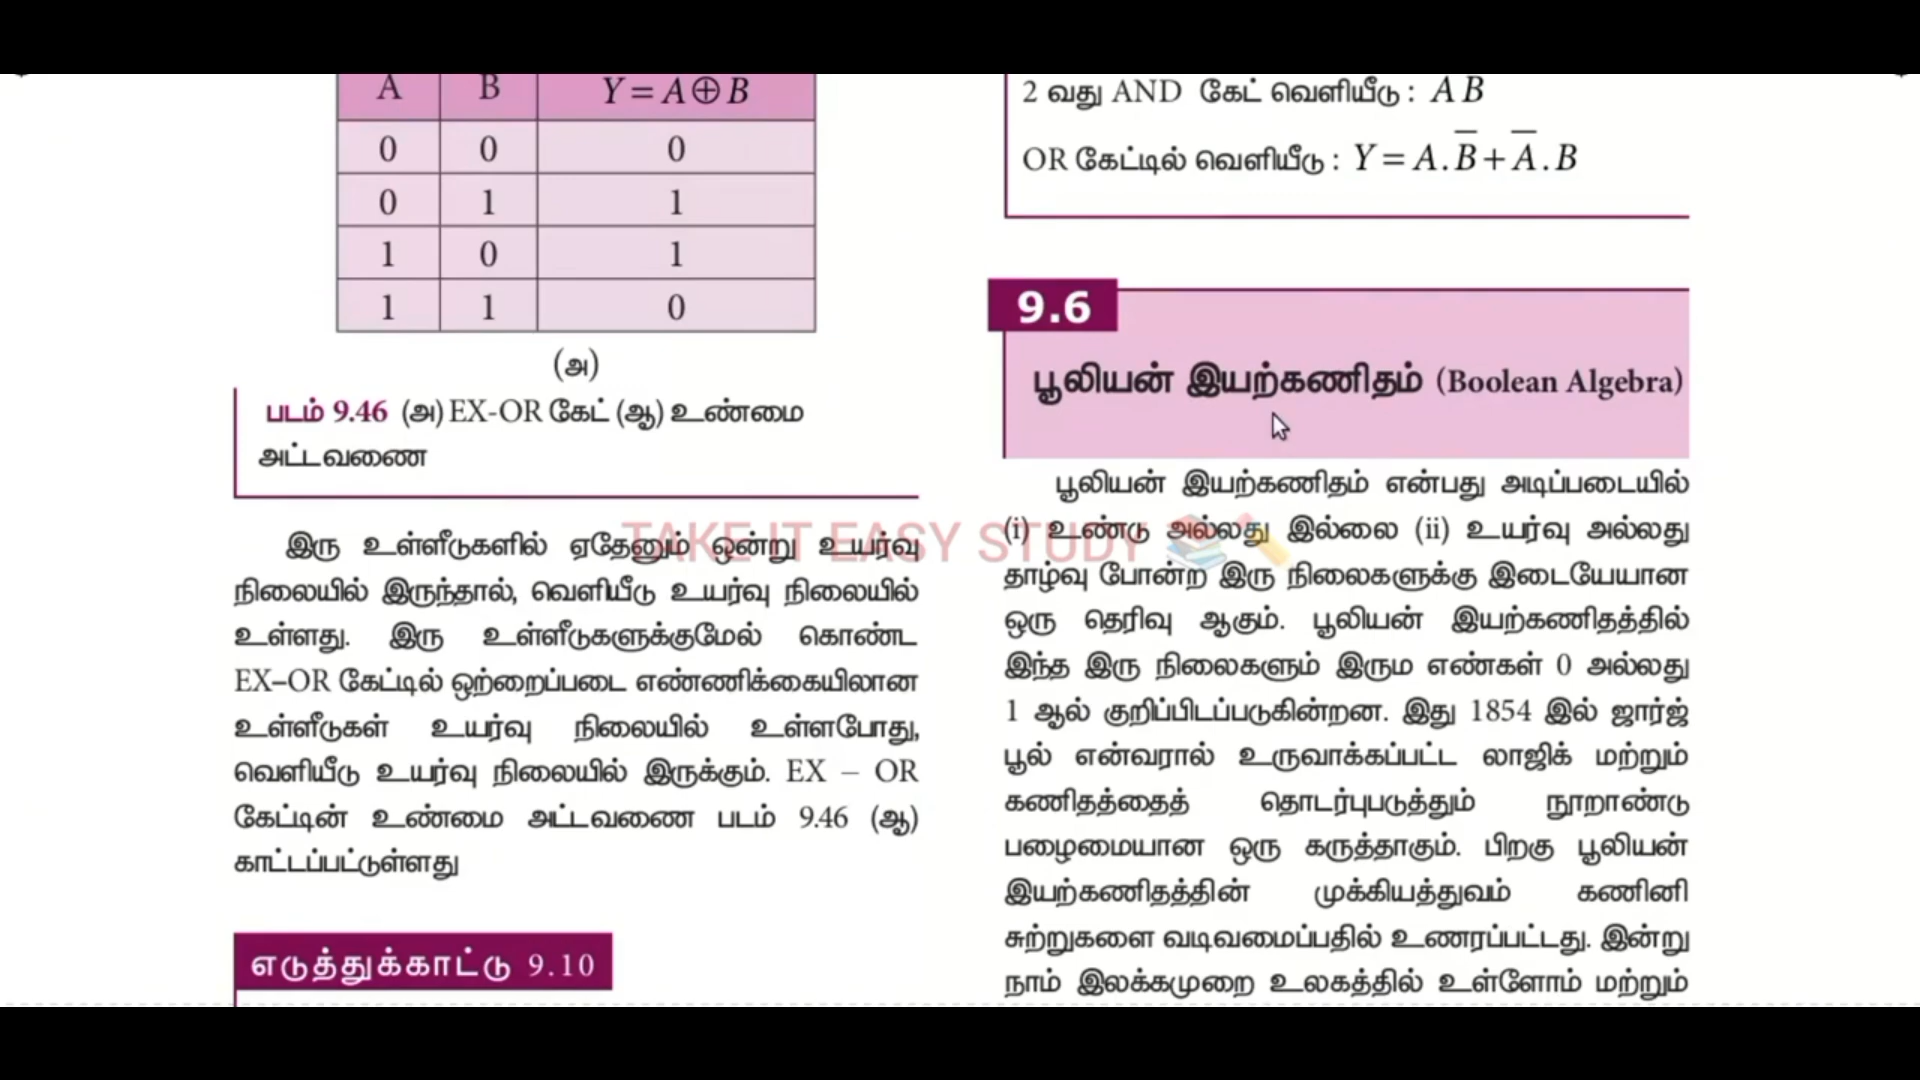 A B Y = A ⊕ B
0 0 0
0 1 1
1 0 1
1 1 0
(அ)
படம் 9.46 (அ) EX-OR கேட் (ஆ) உண்மை
அட்டவணை
இரு உள்ளீடுகளில் ஏதேனும் ஒன்று உயர்வு
நிலையில் இருந்தால், வெளியீடு உயர்வு நிலையில்
உள்ளது. இரு உள்ளீடுகளுக்குமேல் கொண்ட
EX–OR கேட்டில் ஒற்றைப்படை எண்ணிக்கையிலான
உள்ளீடுகள் உயர்வு நிலையில் உள்ளபோது,
வெளியீடு உயர்வு நிலையில் இருக்கும். EX – OR
கேட்டின் உண்மை அட்டவணை படம் 9.46 (ஆ)
காட்டப்பட்டுள்ளது
எடுத்துக்காட்டு 9.10
2 வது AND கேட் வெளியீடு : A B
OR கேட்டில் வெளியீடு : Y = A . B̅ + A̅ . B
9.6
பூலியன் இயற்கணிதம் (Boolean Algebra)
பூலியன் இயற்கணிதம் என்பது அடிப்படையில்
(i) உண்டு அல்லது இல்லை (ii) உயர்வு அல்லது
தாழ்வு போன்ற இரு நிலைகளுக்கு இடையேயான
ஒரு தெரிவு ஆகும். பூலியன் இயற்கணிதத்தில்
இந்த இரு நிலைகளும் இரும எண்கள் 0 அல்லது
1 ஆல் குறிப்பிடப்படுகின்றன. இது 1854 இல் ஜார்ஜ்
பூல் என்வரால் உருவாக்கப்பட்ட லாஜிக் மற்றும்
கணிதத்தைத் தொடர்புபடுத்தும் நூறாண்டு
பழைமையான ஒரு கருத்தாகும். பிறகு பூலியன்
இயற்கணிதத்தின் முக்கியத்துவம் கணினி
சுற்றுகளை வடிவமைப்பதில் உணரப்பட்டது. இன்று
நாம் இலக்கமுறை உலகத்தில் உள்ளோம் மற்றும்
TAKE IT EASY STUDY